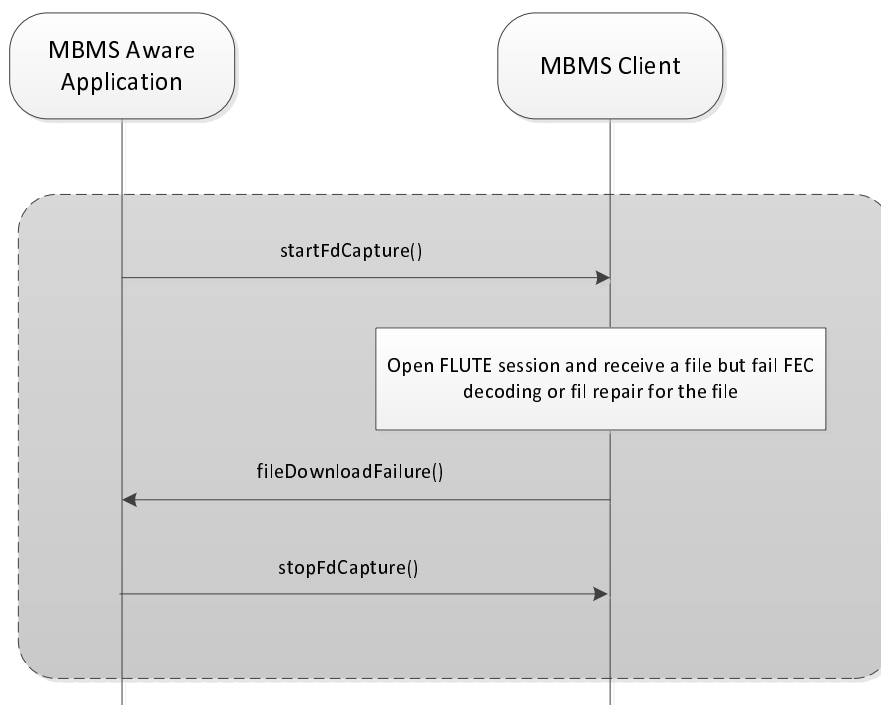 MBMS Aware
Application
MBMS Client
startFdCapture()
Open FLUTE session and receive a file but fail FEC
decoding or fil repair for the file
fileDownloadFailure()
stopFdCapture()